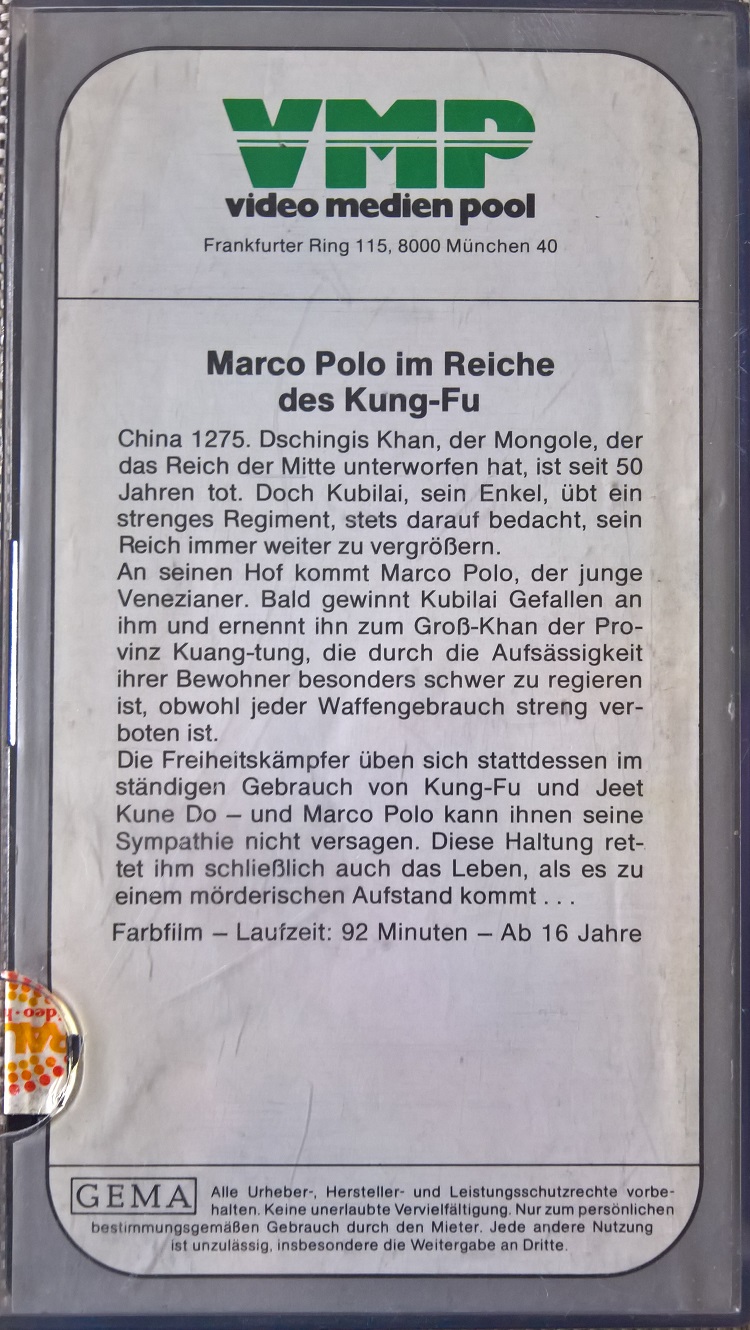 VMP
video medien pool
Frankfurter Ring 115, 8000 München 40
Marco Polo im Reiche
des Kung-Fu
China 1275. Dschingis Khan, der Mongole, der
das Reich der Mitte unterworfen hat, ist seit 50
Jahren tot. Doch Kubilai, sein Enkel, übt ein
strenges Regiment, stets darauf bedacht, sein
Reich immer weiter zu vergrößern.
An seinen Hof kommt Marco Polo, der junge
Venezianer. Bald gewinnt Kubilai Gefallen an
ihm und ernennt ihn zum Groß-Khan der Pro-
vinz Kuang-tung, die durch die Aufsässigkeit
ihrer Bewohner besonders schwer zu regieren
ist, obwohl jeder Waffengebrauch streng ver-
boten ist.
Die Freiheitskämpfer üben sich stattdessen im
ständigen Gebrauch von Kung-Fu und Jeet
Kune Do – und Marco Polo kann ihnen seine
Sympathie nicht versagen. Diese Haltung ret-
tet ihm schließlich auch das Leben, als es zu
einem mörderischen Aufstand kommt . . .
Farbfilm – Laufzeit: 92 Minuten – Ab 16 Jahre
GEMA
Alle Urheber-, Hersteller- und Leistungsschutzrechte vorbe-
halten. Keine unerlaubte Vervielfältigung. Nur zum persönlichen
bestimmungsgemäßen Gebrauch durch den Mieter. Jede andere Nutzung
ist unzulässig, insbesondere die Weitergabe an Dritte.